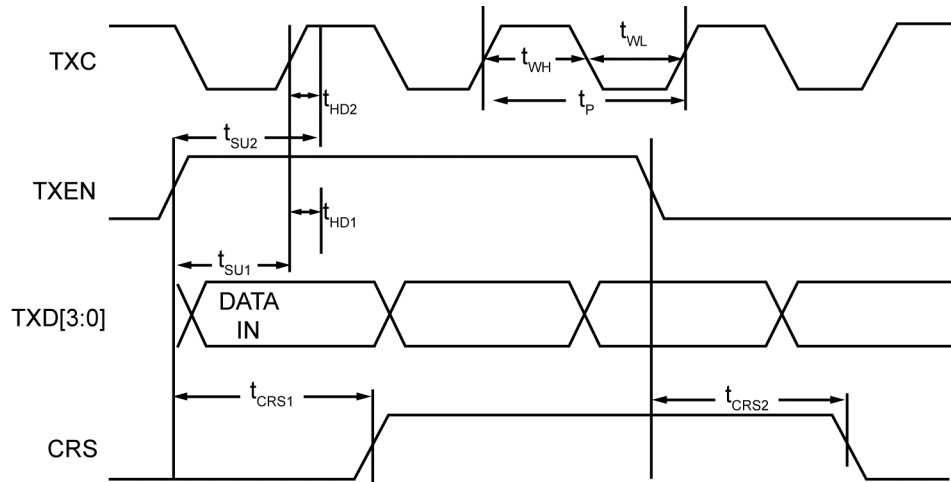 TXC
t_WH
t_WL
t_P
t_HD2
t_SU2
TXEN
t_HD1
t_SU1
TXD[3:0]
DATA
IN
t_CRS1
t_CRS2
CRS